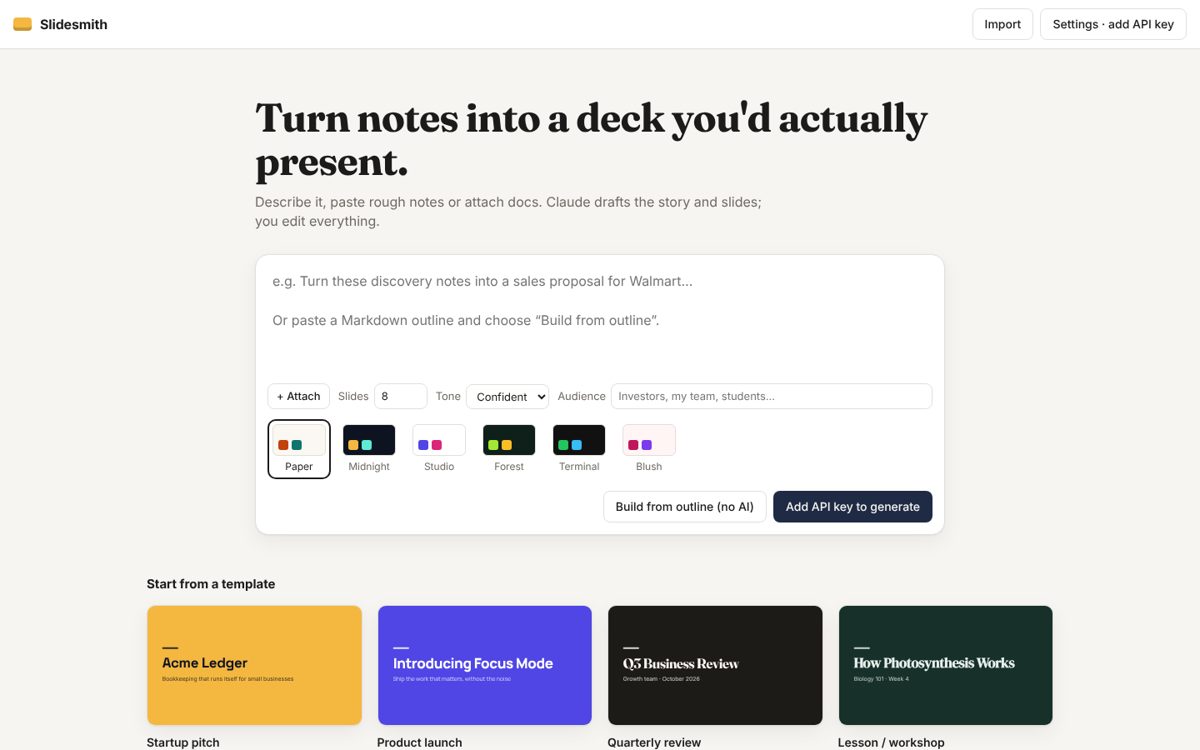 Slidesmith
Import
Settings · add API key
Turn notes into a deck you'd actually
present.
Describe it, paste rough notes or attach docs. Claude drafts the story and slides;
you edit everything.
e.g. Turn these discovery notes into a sales proposal for Walmart...
Or paste a Markdown outline and choose “Build from outline”.
+ Attach
Slides
8
Tone
Confident
Audience
Investors, my team, students...
Paper
Midnight
Studio
Forest
Terminal
Blush
Build from outline (no AI)
Add API key to generate
Start from a template
Acme Ledger
Bookkeeping that runs itself for small businesses
Introducing Focus Mode
Ship the work that matters, without the noise
Q3 Business Review
Growth team · October 2026
How Photosynthesis Works
Biology 101 · Week 4
Startup pitch
Product launch
Quarterly review
Lesson / workshop